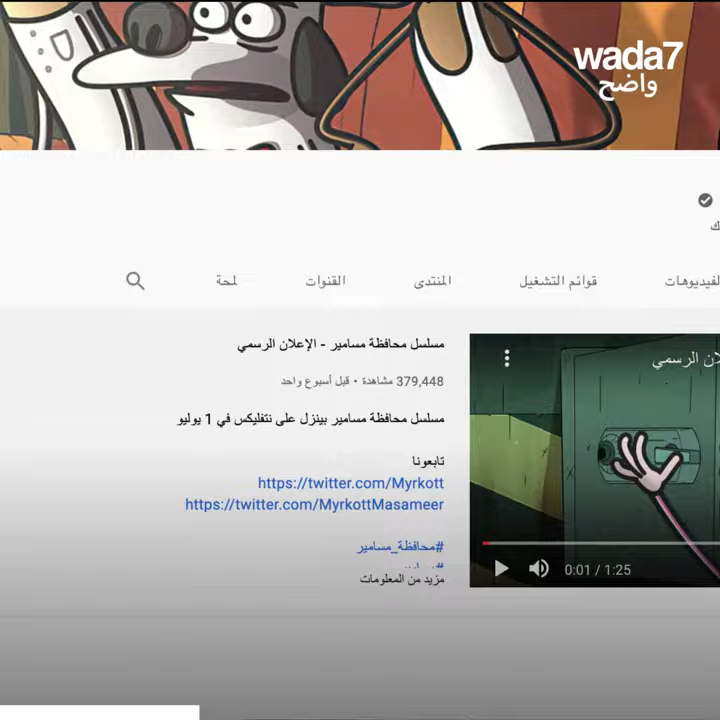 wada7
واضح
الفيديوهات قوائم التشغيل المنتدى القنوات لمحة
مسلسل محافظة مسامير - الإعلان الرسمي
379,448 مشاهدة • قبل أسبوع واحد
مسلسل محافظة مسامير بينزل على نتفليكس في 1 يوليو
تابعونا
https://twitter.com/Myrkott
https://twitter.com/MyrkottMasameer
#محافظة_مسامير
مزيد من المعلومات
الرسمي
0:01 / 1:25